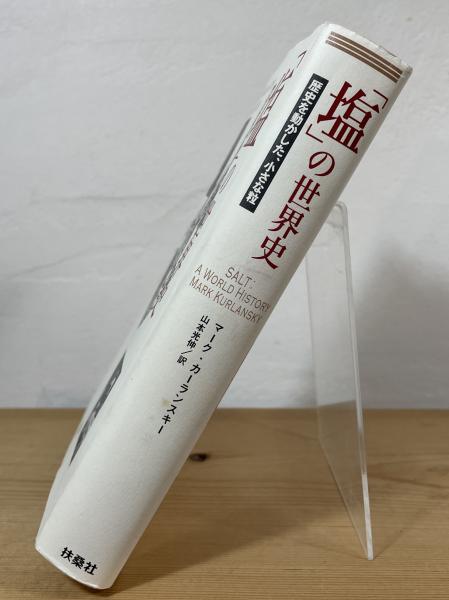 「塩」の世界史
歴史を動かした、小さな粒
SALT:
A WORLD HISTORY
MARK KURLANSKY
マーク・カーランスキー
山本光伸/訳
扶桑社